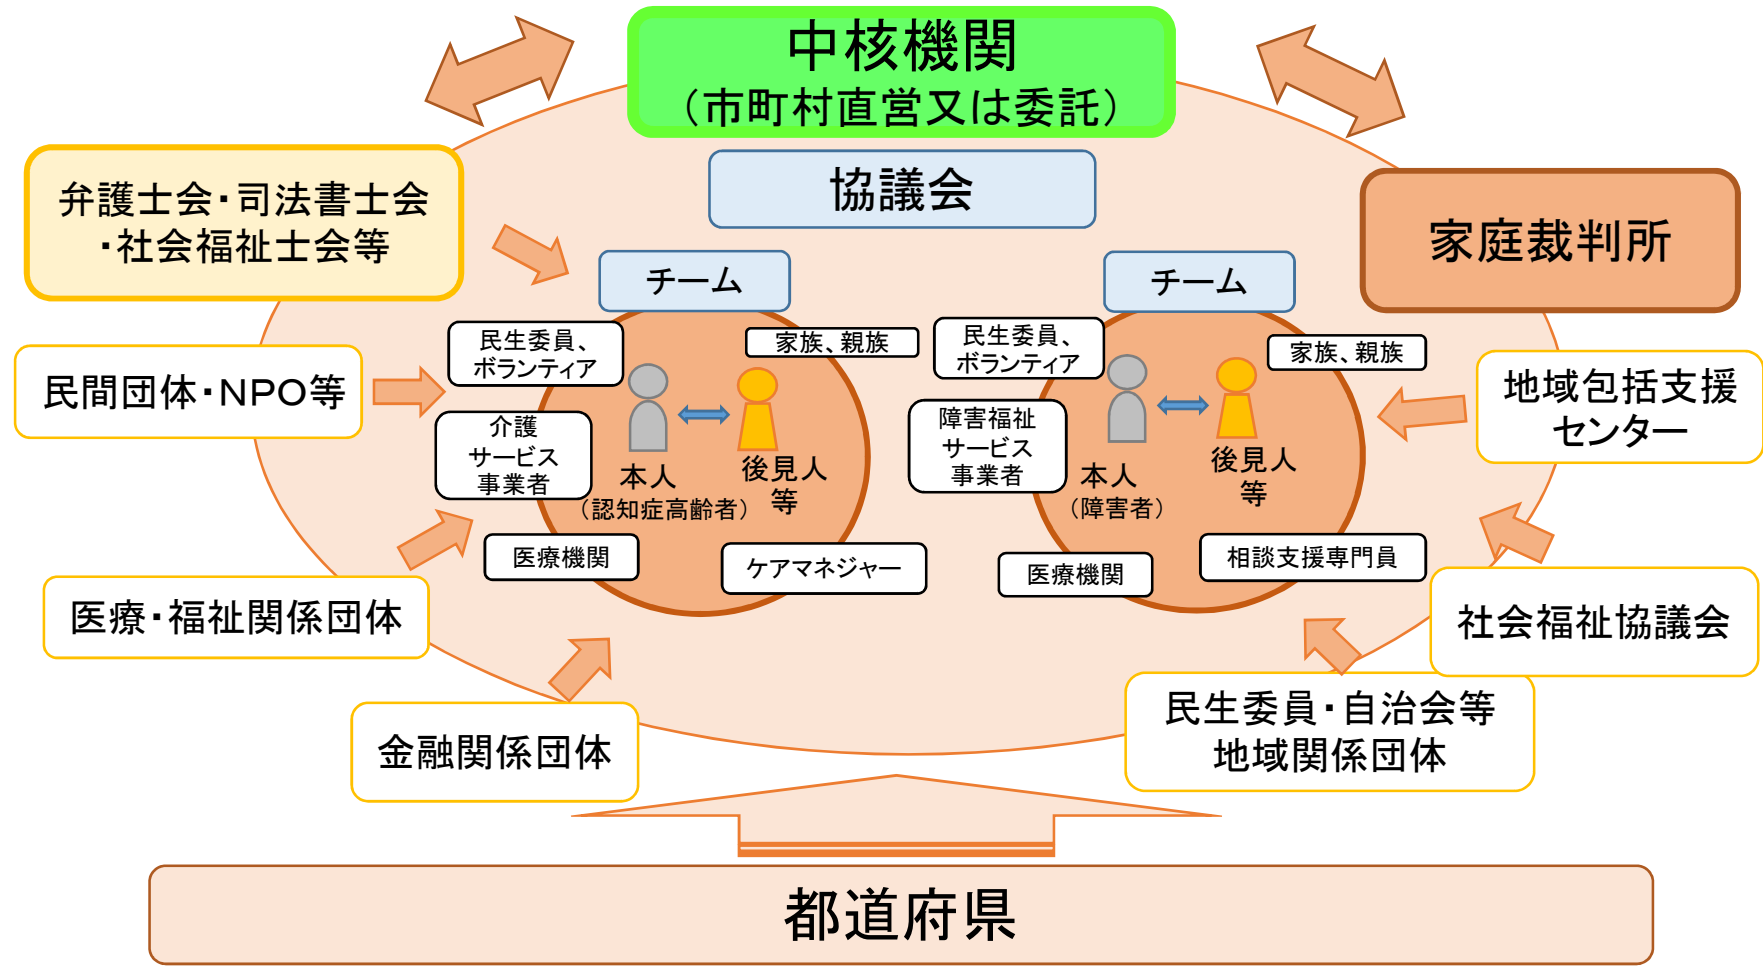 中核機関
（市町村直営又は委託）
協議会
弁護士会・司法書士会
・社会福祉士会等
家庭裁判所
チーム
民生委員、
ボランティア
家族、親族
介護
サービス
事業者
本人
（認知症高齢者）
後見人
等
医療機関
ケアマネジャー
チーム
民生委員、
ボランティア
家族、親族
障害福祉
サービス
事業者
本人
（障害者）
後見人
等
医療機関
相談支援専門員
民間団体・NPO等
地域包括支援
センター
医療・福祉関係団体
社会福祉協議会
金融関係団体
民生委員・自治会等
地域関係団体
都道府県